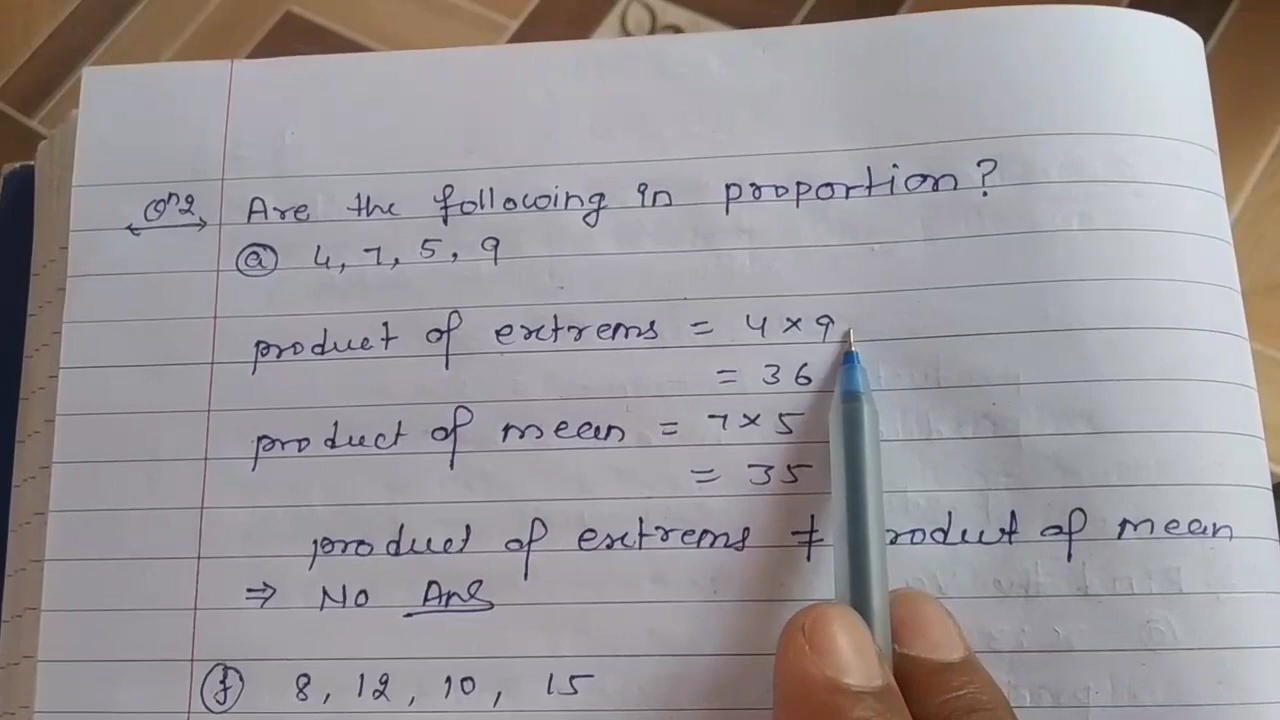 Qn2 Are the following in proportion?
(a) 4, 7, 5, 9
product of extrems = 4 × 9
= 36
product of mean = 7 × 5
= 35
product of extrems ≠ product of mean
⇒ No Ans
(f) 8, 12, 10, 15